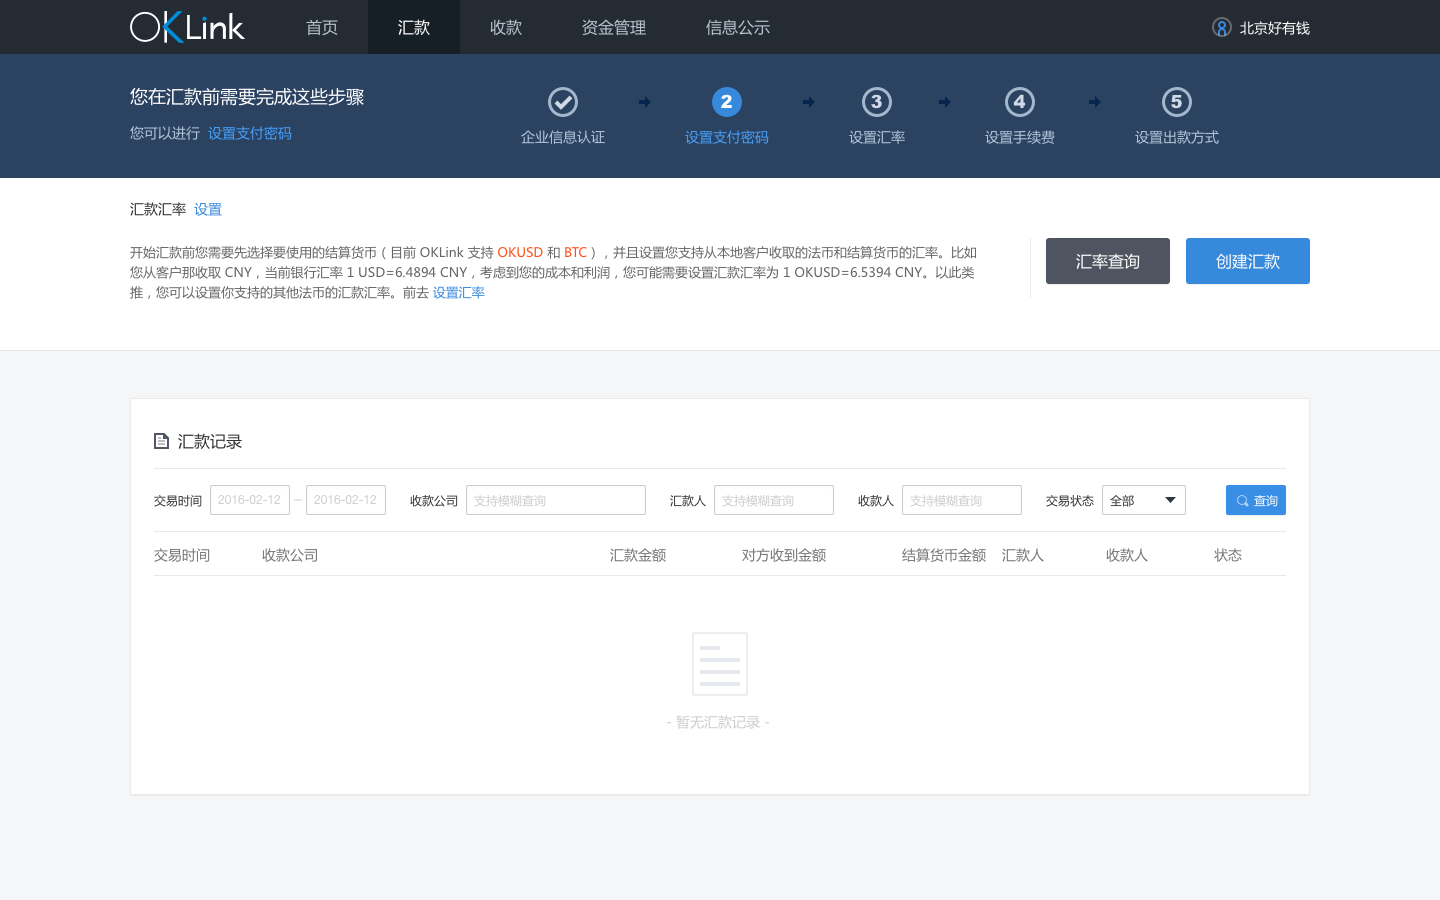 OKLink 首页 汇款 收款 资金管理 信息公示 北京好有钱
您在汇款前需要完成这些步骤
您可以进行 设置支付密码
2 3 4 5
企业信息认证 设置支付密码 设置汇率 设置手续费 设置出款方式
汇款汇率 设置
开始汇款前您需要先选择要使用的结算货币（目前 OKLink 支持 OKUSD 和 BTC），并且设置您支持从本地客户收取的法币和结算货币的汇率。比如
您从客户那收取 CNY，当前银行汇率 1 USD=6.4894 CNY，考虑到您的成本和利润，您可能需要设置汇款汇率为 1 OKUSD=6.5394 CNY。以此类
推，您可以设置你支持的其他法币的汇款汇率。前去 设置汇率
汇率查询 创建汇款
汇款记录
交易时间 2016-02-12 – 2016-02-12 收款公司 支持模糊查询 汇款人 支持模糊查询 收款人 支持模糊查询 交易状态 全部 查询
交易时间 收款公司 汇款金额 对方收到金额 结算货币金额 汇款人 收款人 状态
- 暂无汇款记录 -